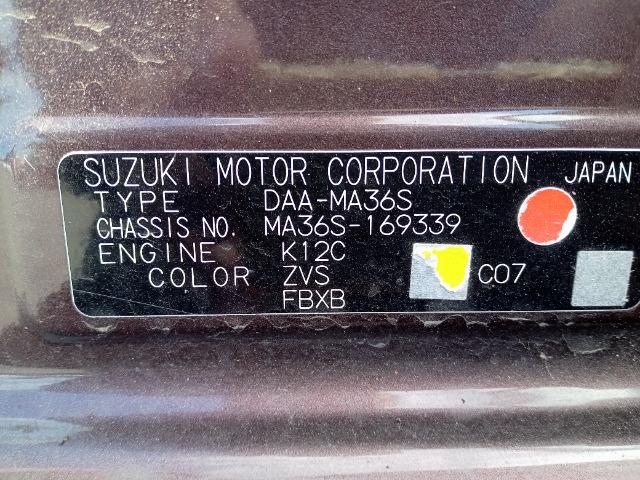 SUZUKI MOTOR CORPORATION JAPAN
TYPE DAA-MA36S
CHASSIS NO. MA36S-169339
ENGINE K12C
COLOR ZVS C07
FBXB